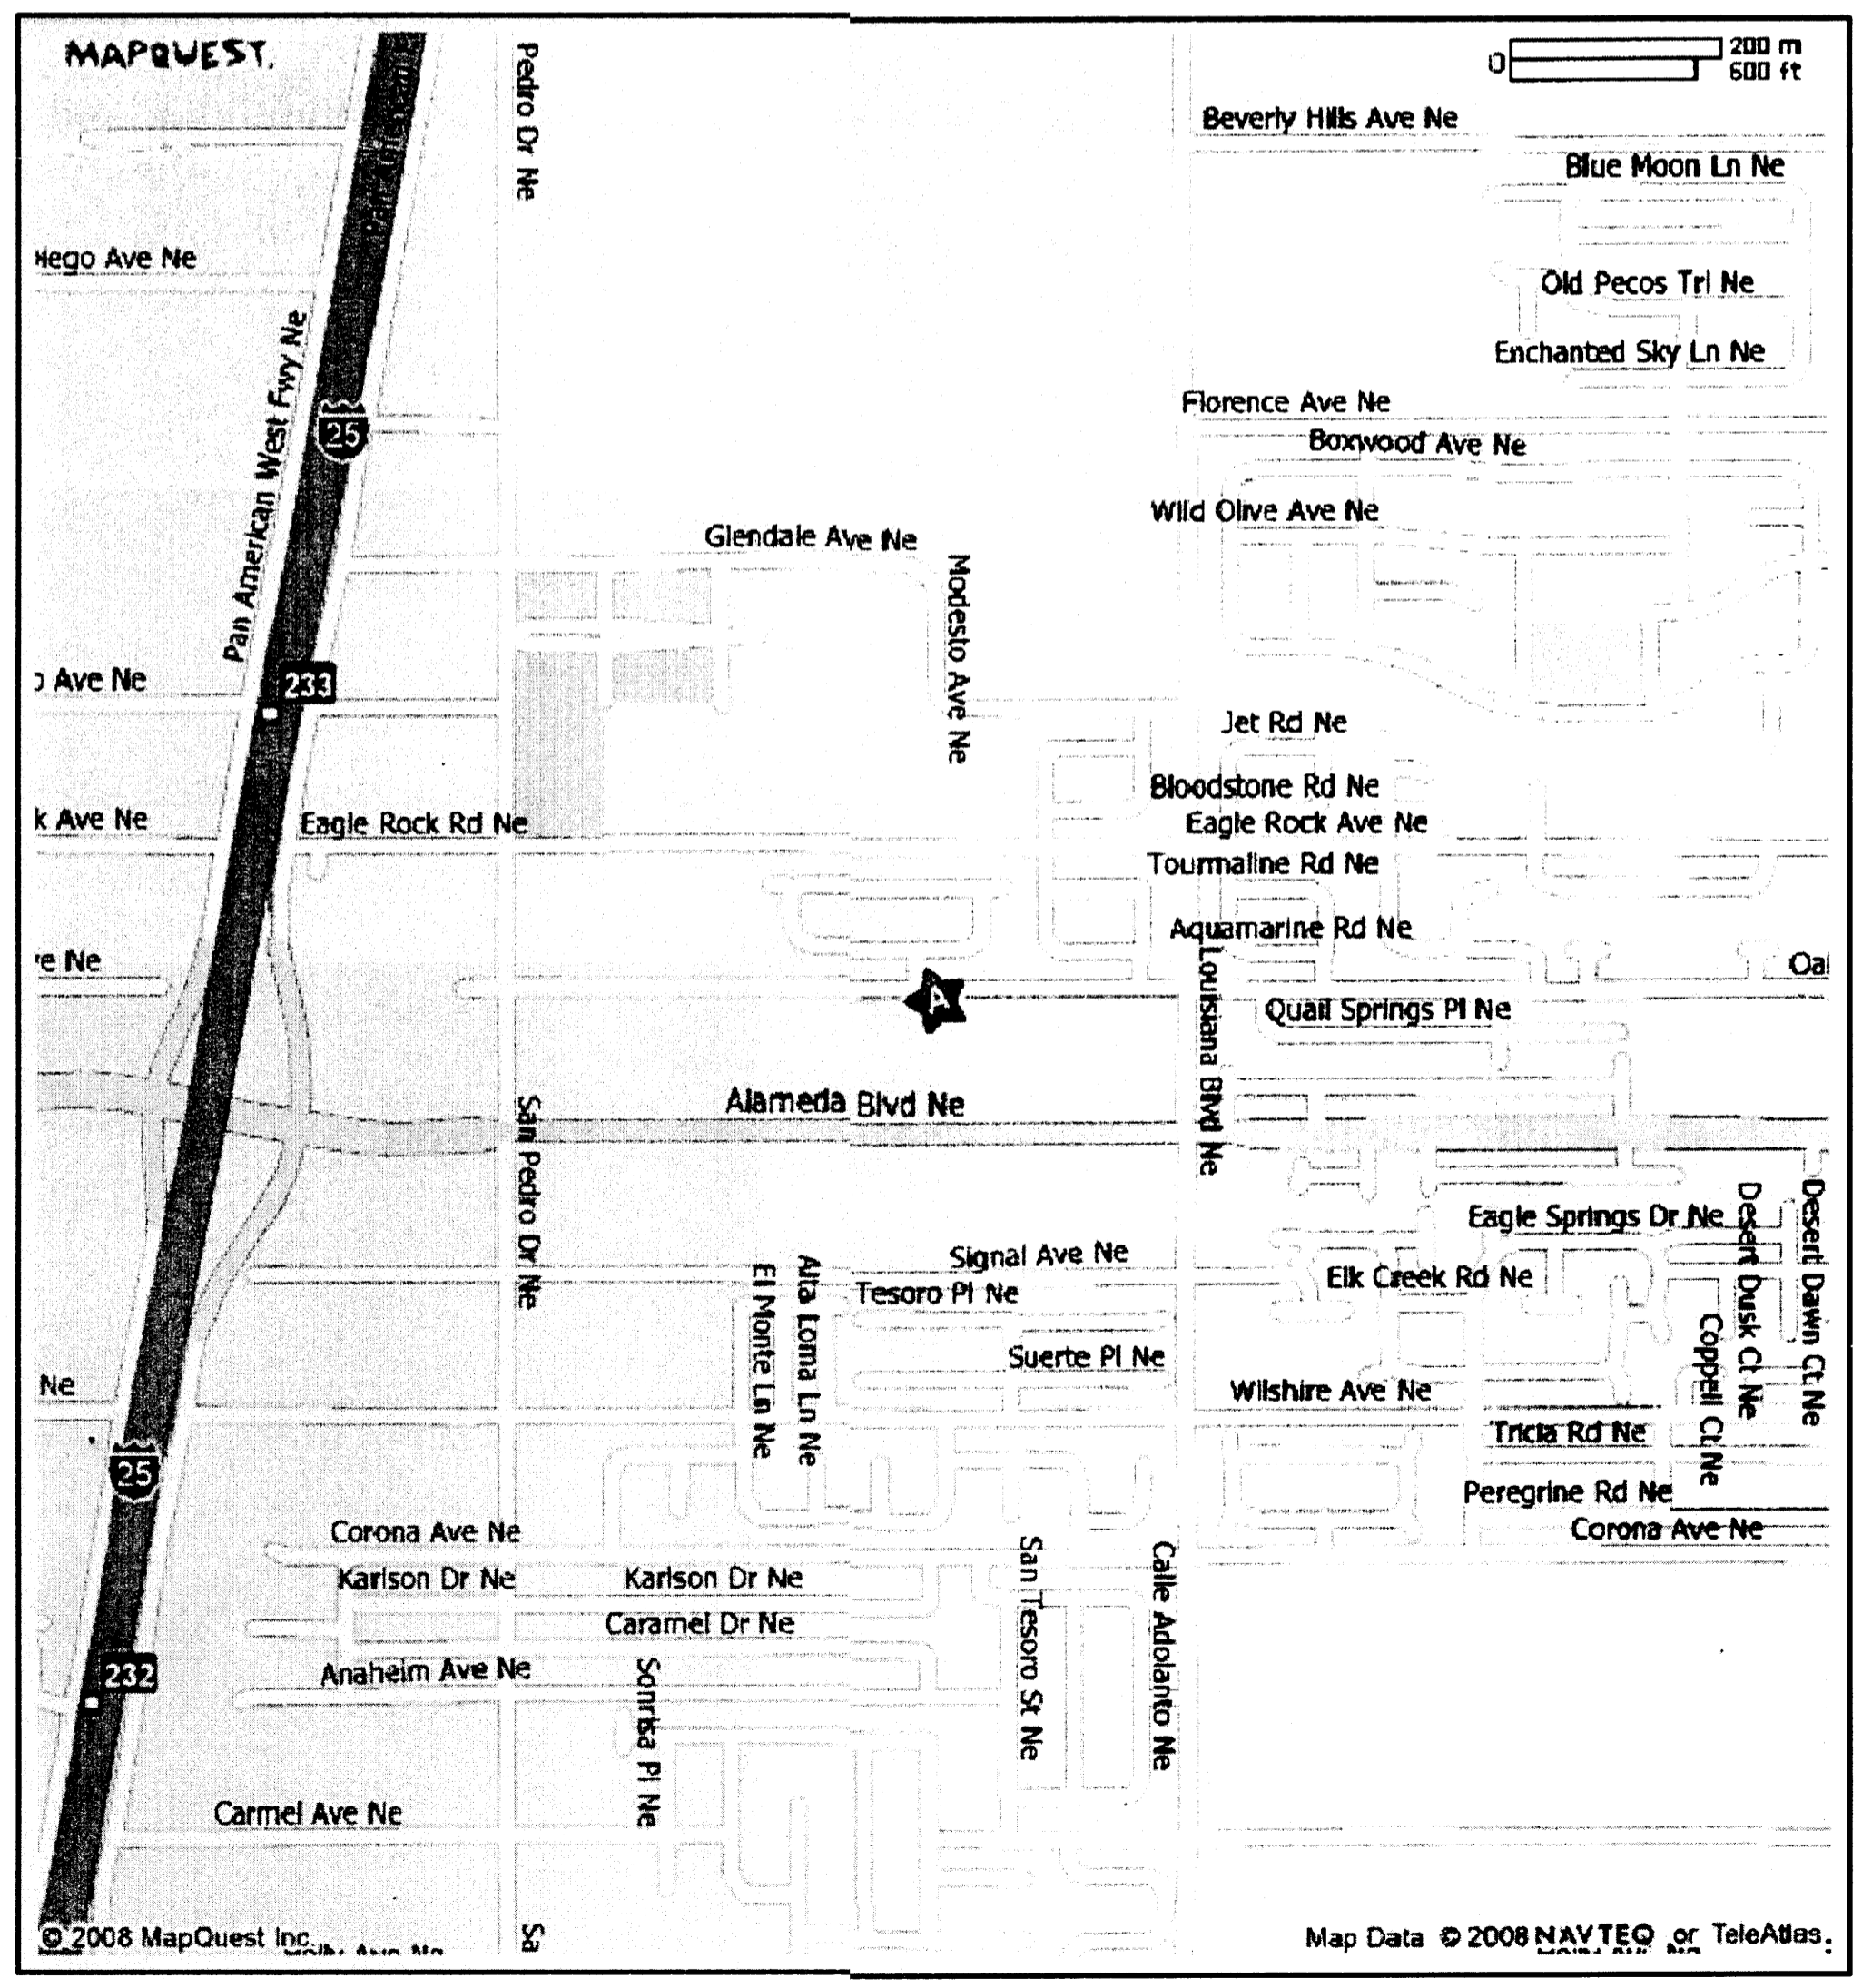 MAPQUEST.
200 m
0
600 ft
Pedro Dr Ne
Beverly Hills Ave Ne
Blue Moon Ln Ne
Ave Ne
Old Pecos Trl Ne
Pan American West Fwy Ne
Enchanted Sky Ln Ne
Florence Ave Ne
25
Boxwood Ave Ne
Wild Olive Ave Ne
Glendale Ave Ne
Modesto Ave Ne
Ave Ne
233
Jet Rd Ne
Bloodstone Rd Ne
k Ave Ne
Eagle Rock Rd Ne
Eagle Rock Ave Ne
Tourmaline Rd Ne
Aquamarine Rd Ne
Louisiana Blvd Ne
Ne
Oa
A
Quail Springs Pl Ne
Alameda Blvd Ne
San Pedro Dr Ne
Desert Dusk Ct Ne
Desert Dawn Ct Ne
Eagle Springs Dr Ne
Signal Ave Ne
El Monte Ln Ne
Alta Loma Ln Ne
Elk Creek Rd Ne
Tesoro Pl Ne
Coppell Ct Ne
Suerte Pl Ne
Ne
Wilshire Ave Ne
Tricia Rd Ne
25
Peregrine Rd Ne
Corona Ave Ne
Corona Ave Ne
San Tesoro St Ne
Calle Adolanto Ne
Karlson Dr Ne
Karlson Dr Ne
Caramel Dr Ne
Anaheim Ave Ne
232
Sonrisa Pl Ne
Carmel Ave Ne
Sa
© 2008 MapQuest Inc.
Map Data © 2008 NAVTEQ or TeleAtlas.